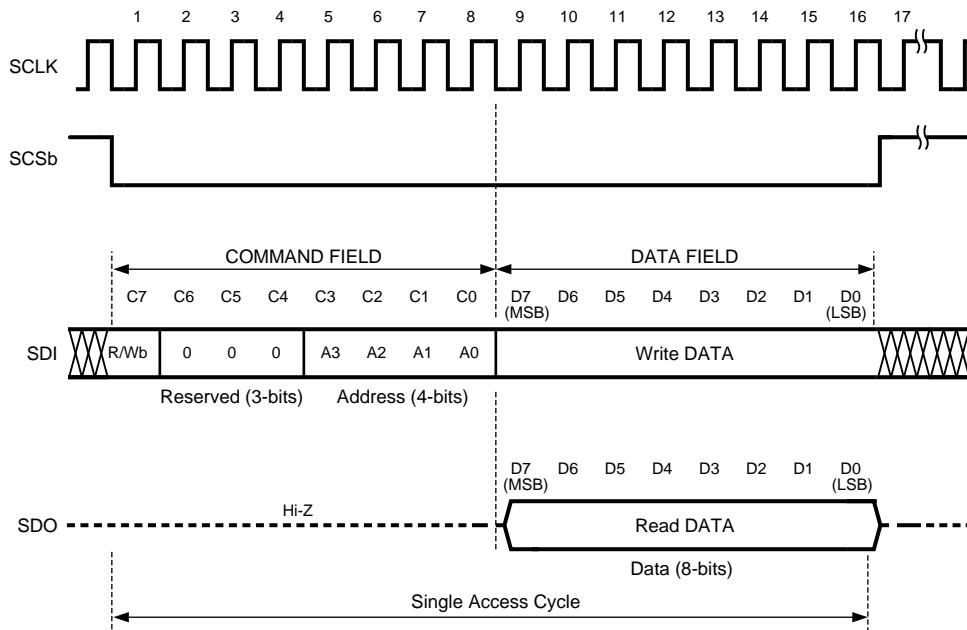 1 2 3 4 5 6 7 8 9 10 11 12 13 14 15 16 17
SCLK
SCSb
COMMAND FIELD DATA FIELD
C7 C6 C5 C4 C3 C2 C1 C0 D7 D6 D5 D4 D3 D2 D1 D0
(MSB) (LSB)
SDI R/Wb 0 0 0 A3 A2 A1 A0 Write DATA
Reserved (3-bits) Address (4-bits)
D7 D6 D5 D4 D3 D2 D1 D0
(MSB) (LSB)
Hi-Z
SDO Read DATA
Data (8-bits)
Single Access Cycle